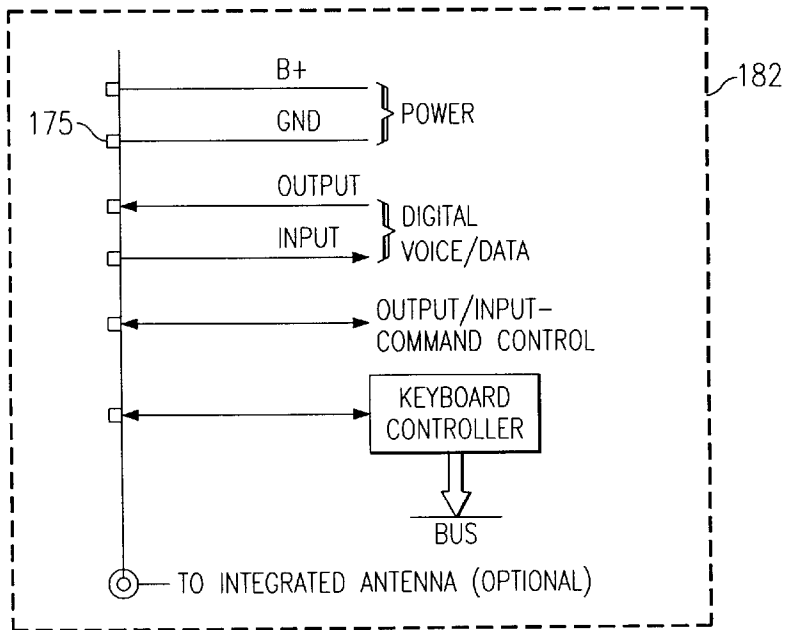 B+
182
175
GND
POWER
OUTPUT
INPUT
DIGITAL
VOICE/DATA
OUTPUT/INPUT-
COMMAND CONTROL
KEYBOARD
CONTROLLER
BUS
TO INTEGRATED ANTENNA (OPTIONAL)